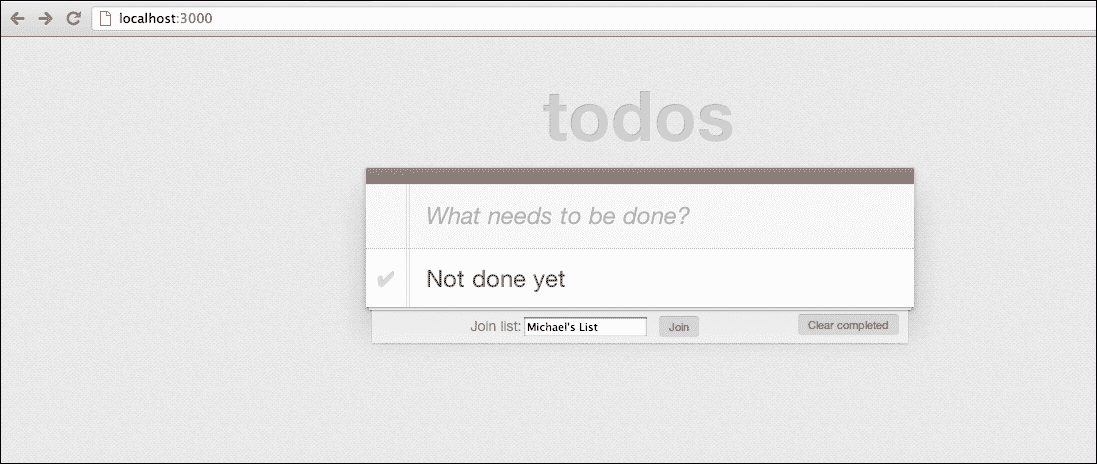 localhost:3000
todos
What needs to be done?
Not done yet
Join list: Michael's List Join Clear completed